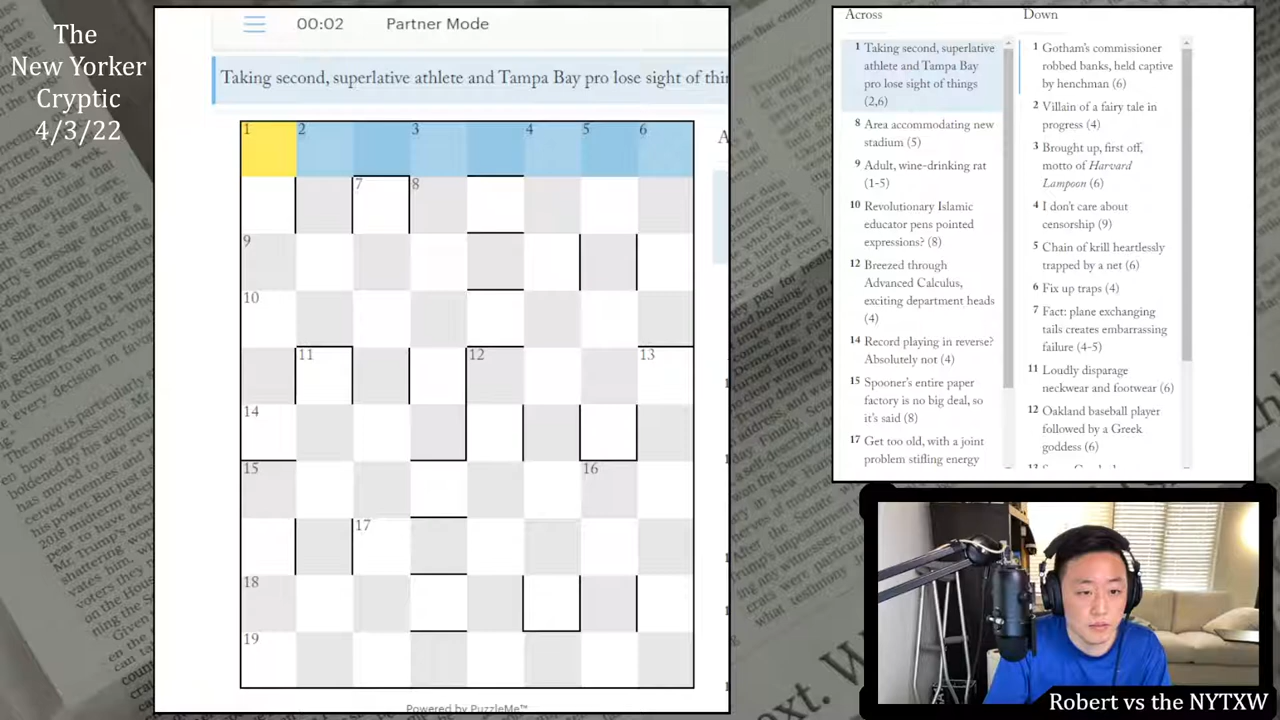 The
New Yorker
Cryptic
4/3/22
00:02 Partner Mode
Taking second, superlative athlete and Tampa Bay pro lose sight of
1 2 3 4 5 6
7 8
9
10
11 12 13
14
15 16
17
18
19
Powered by PuzzleMe™
Across
1 Taking second, superlative
athlete and Tampa Bay
pro lose sight of things
(2,6)
8 Area accommodating new
stadium (5)
9 Adult, wine-drinking rat
(1-5)
10 Revolutionary Islamic
educator pens pointed
expressions? (8)
12 Breezed through
Advanced Calculus,
exciting department heads
(4)
14 Record playing in reverse?
Absolutely not (4)
15 Spooner's entire paper
factory is no big deal, so
it's said (8)
17 Get too old, with a joint
problem stifling energy
Down
1 Gotham's commissioner
robbed banks, held captive
by henchman (6)
2 Villain of a fairy tale in
progress (4)
3 Brought up, first off,
motto of Harvard
Lampoon (6)
4 I don't care about
censorship (9)
5 Chain of krill heartlessly
trapped by a net (6)
6 Fix up traps (4)
7 Fact: plane exchanging
tails creates embarrassing
failure (4-5)
11 Loudly disparage
neckwear and footwear (6)
12 Oakland baseball player
followed by a Greek
goddess (6)
Robert vs the NYTXW